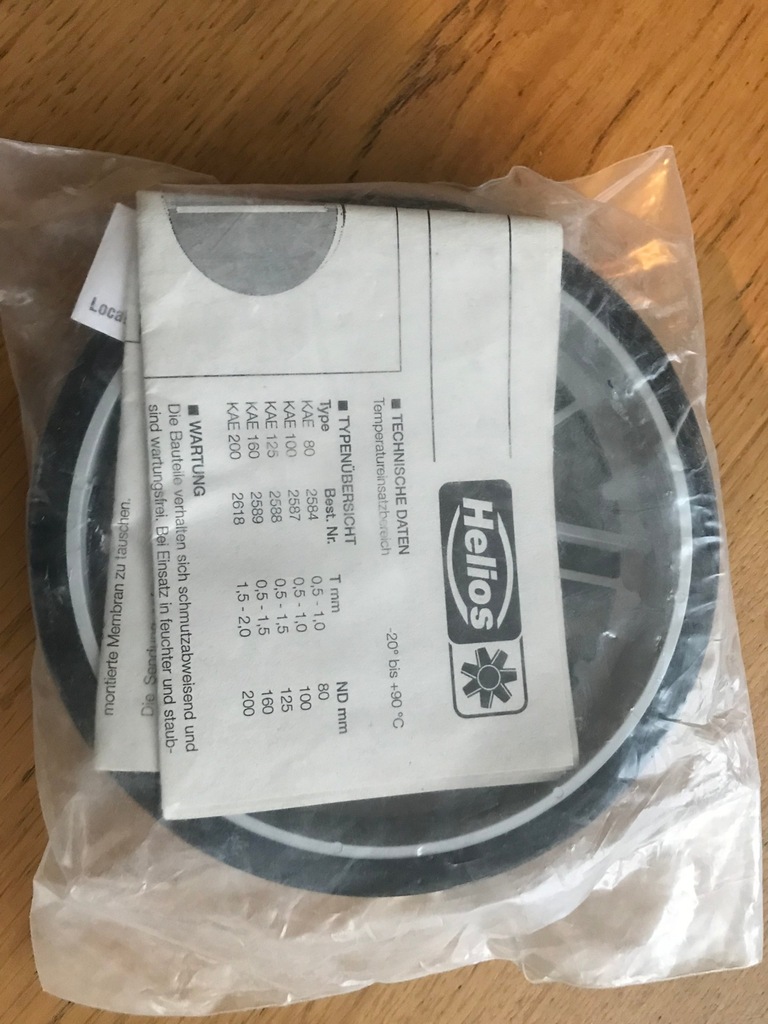 Helios
■ TECHNISCHE DATEN
Temperatureinsatzbereich -20° bis +90 °C
■ TYPENÜBERSICHT
Type Best. Nr. T mm ND mm
KAE 80 2584 0,5 - 1,0 80
KAE 100 2587 0,5 - 1,0 100
KAE 125 2588 0,5 - 1,5 125
KAE 160 2589 0,5 - 1,5 160
KAE 200 2618 1,5 - 2,0 200
■ WARTUNG
Die Bauteile verhalten sich schmutzabweisend und
sind wartungsfrei. Bei Einsatz in feuchter und staub-
Die
montierte Membran zu tauschen.
Loca